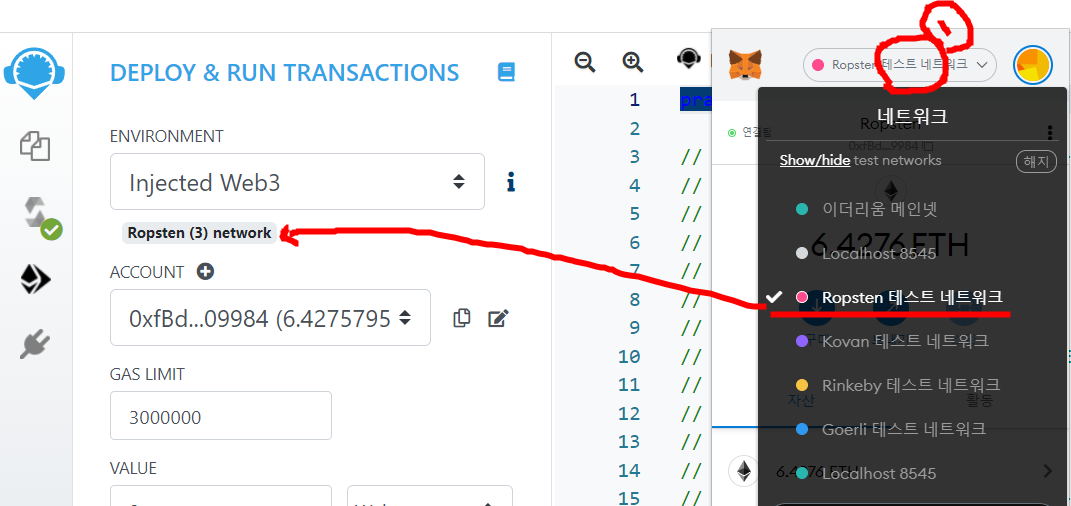 DEPLOY & RUN TRANSACTIONS
ENVIRONMENT
Injected Web3
Ropsten (3) network
ACCOUNT
0xfBd...09984 (6.4275795
GAS LIMIT
3000000
VALUE
1
2
3 //
4 //
5 //
6 //
7 //
8 //
9 //
10 //
11 //
12 //
13 //
14 //
15 //
Ropsten 테스트 네트워크
네트워크
Ropsten
연결됨
0xfBd...9984
Show/hide test networks
해지
이더리움 메인넷
6.4276 ETH
Localhost 8545
Ropsten 테스트 네트워크
Kovan 테스트 네트워크
Rinkeby 테스트 네트워크
자산
활동
Goerli 테스트 네트워크
6.4276 ETH
Localhost 8545